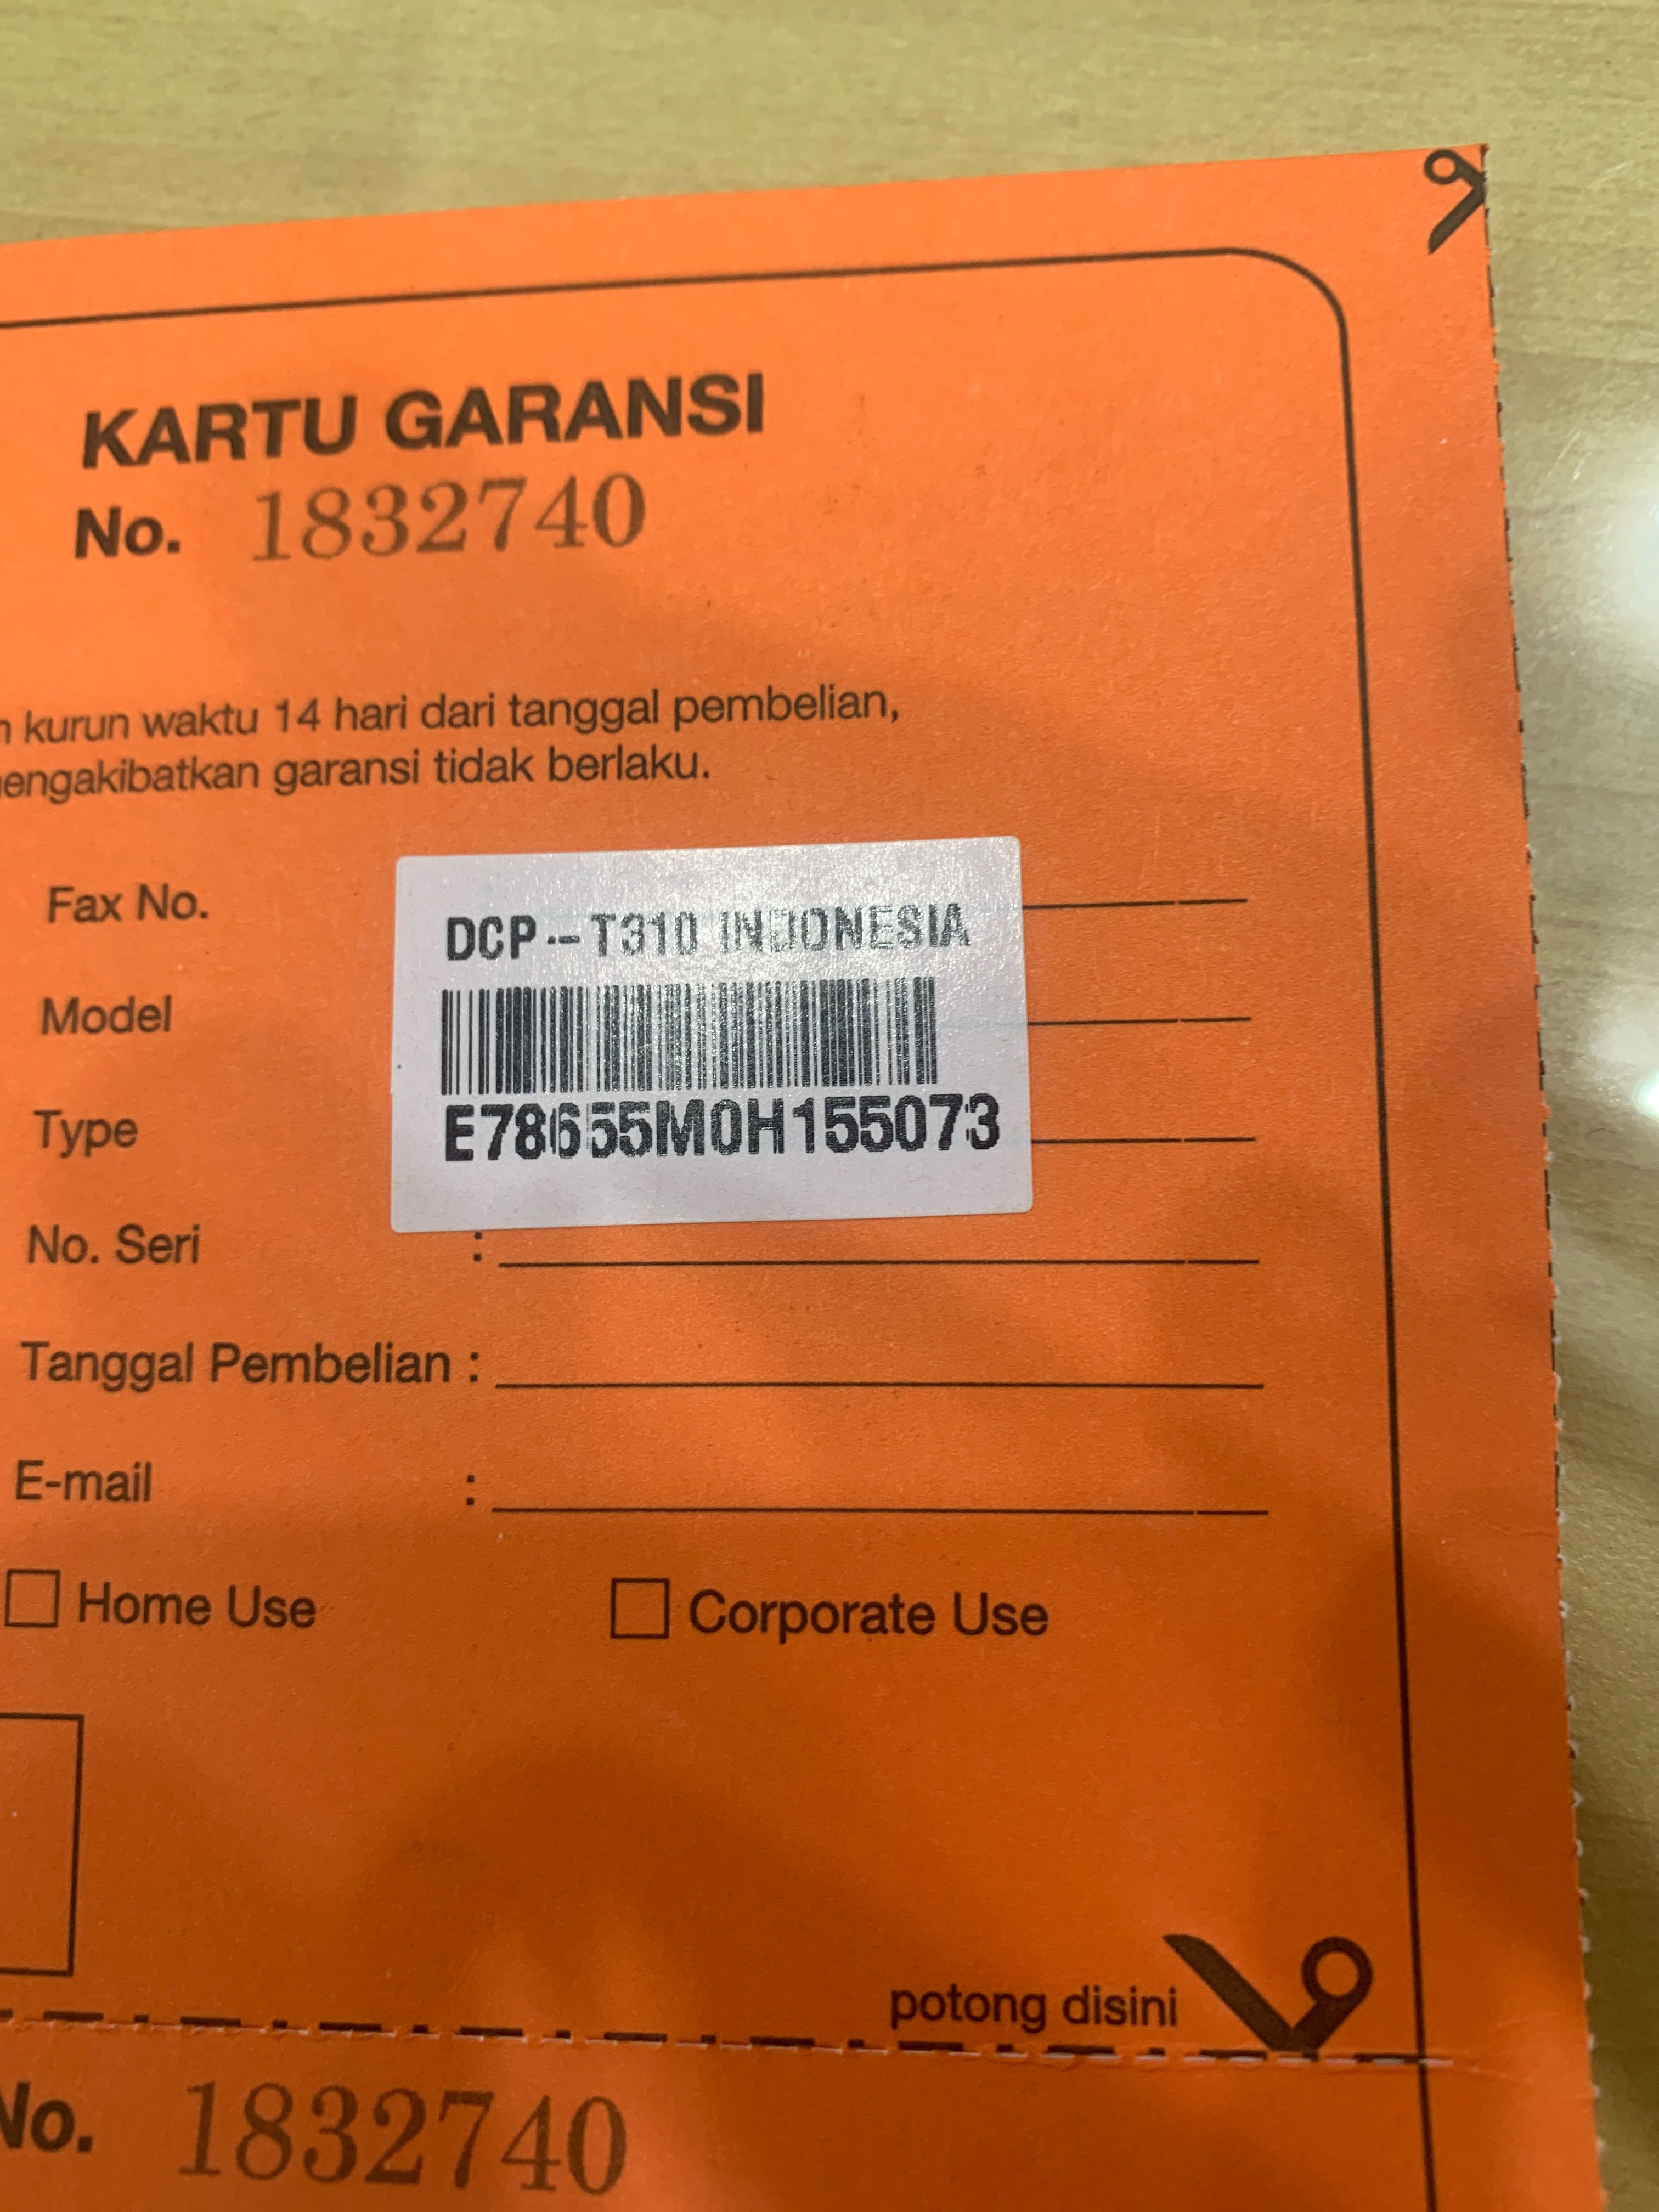 KARTU GARANSI
No. 1832740
kurun waktu 14 hari dari tanggal pembelian,
mengakibatkan garansi tidak berlaku.
Fax No.
DCP-T310 INDONESIA
Model
Type
E78655M0H155073
No. Seri :
Tanggal Pembelian :
E-mail :
Home Use
Corporate Use
potong disini
No. 1832740